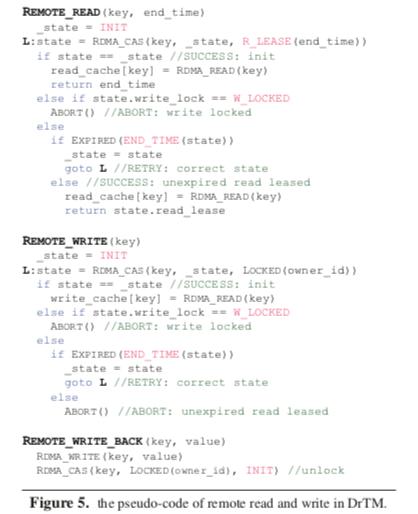 REMOTE_READ(key, end_time)
_state = INIT
L:state = RDMA_CAS(key, _state, R_LEASE(end_time))
if state == _state //SUCCESS: init
read_cache[key] = RDMA_READ(key)
return end_time
else if state.write_lock == W_LOCKED
ABORT() //ABORT: write locked
else
if EXPIRED(END_TIME(state))
_state = state
goto L //RETRY: correct state
else //SUCCESS: unexpired read leased
read_cache[key] = RDMA_READ(key)
return state.read_lease
REMOTE_WRITE(key)
_state = INIT
L:state = RDMA_CAS(key, _state, LOCKED(owner_id))
if state == _state //SUCCESS: init
write_cache[key] = RDMA_READ(key)
else if state.write_lock == W_LOCKED
ABORT() //ABORT: write locked
else
if EXPIRED(END_TIME(state))
_state = state
goto L //RETRY: correct state
else
ABORT() //ABORT: unexpired read leased
REMOTE_WRITE_BACK(key, value)
RDMA_WRITE(key, value)
RDMA_CAS(key, LOCKED(owner_id), INIT) //unlock
Figure 5. the pseudo-code of remote read and write in DrTM.